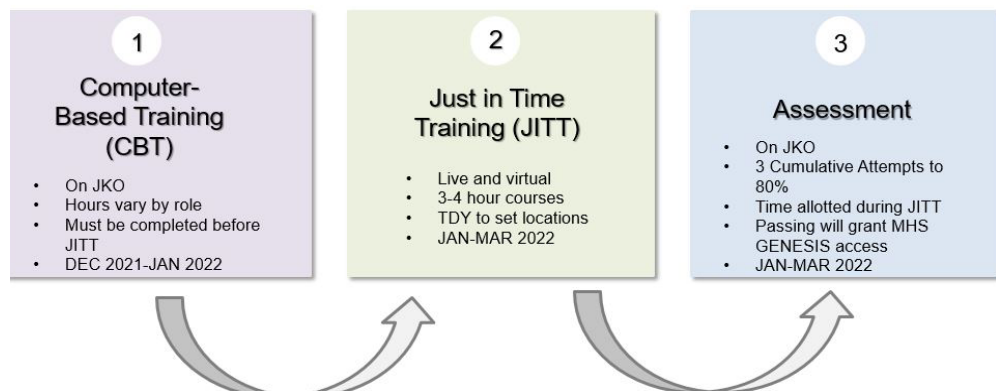 1
Computer-
Based Training
(CBT)
• On JKO
• Hours vary by role
• Must be completed before
JITT
• DEC 2021-JAN 2022
2
Just in Time
Training (JITT)
• Live and virtual
• 3-4 hour courses
• TDY to set locations
• JAN-MAR 2022
3
Assessment
• On JKO
• 3 Cumulative Attempts to
80%
• Time allotted during JITT
• Passing will grant MHS
GENESIS access
• JAN-MAR 2022